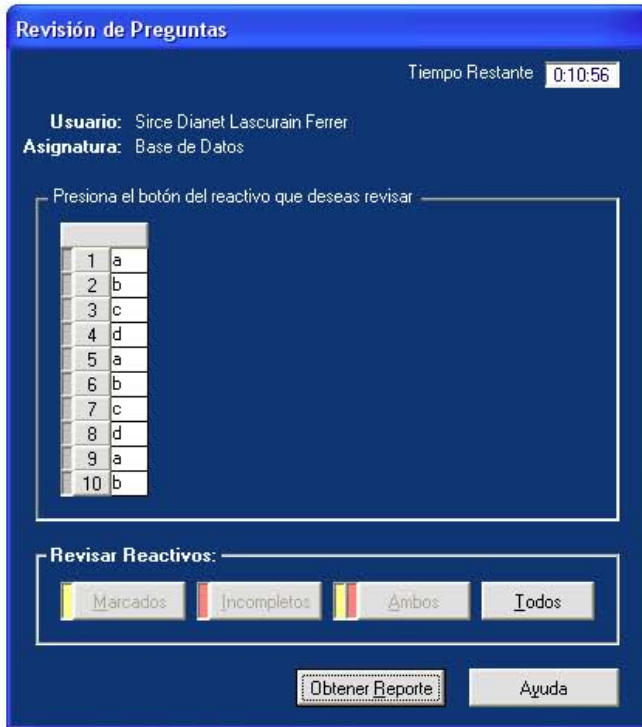 Revisión de Preguntas
Tiempo Restante 0:10:56
Usuario: Sirce Dianet Lascurain Ferrer
Asignatura: Base de Datos
Presiona el botón del reactivo que deseas revisar
1 a
2 b
3 c
4 d
5 a
6 b
7 c
8 d
9 a
10 b
Revisar Reactivos:
Marcados Incompletos Ambos Todos
Obtener Reporte Ayuda